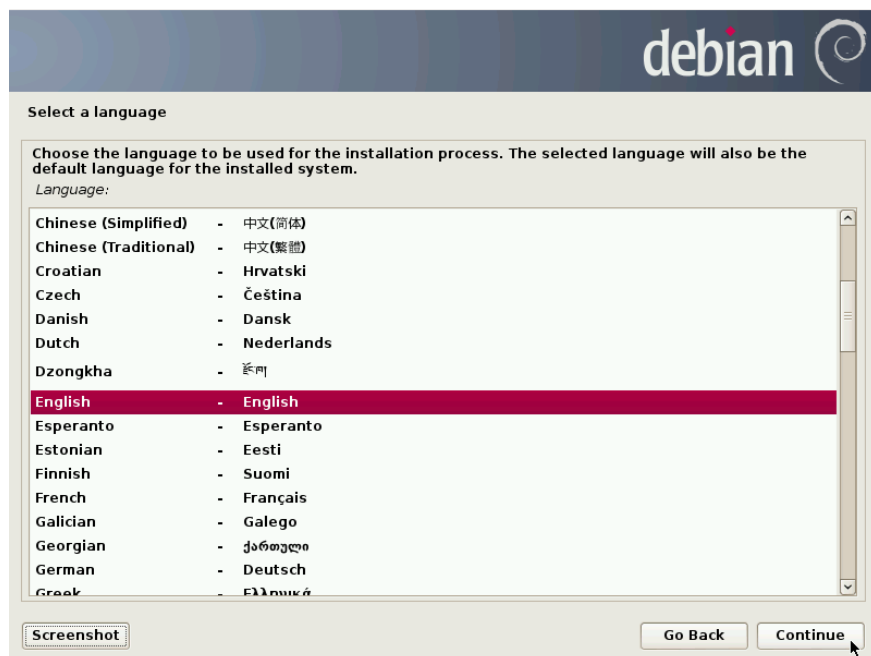 debian
Select a language
Choose the language to be used for the installation process. The selected language will also be the
default language for the installed system.
Language:
Chinese (Simplified) - 中文(简体)
Chinese (Traditional) - 中文(繁體)
Croatian - Hrvatski
Czech - Čeština
Danish - Dansk
Dutch - Nederlands
Dzongkha - རྫོང་ཁ།
English - English
Esperanto - Esperanto
Estonian - Eesti
Finnish - Suomi
French - Français
Galician - Galego
Georgian - ქართული
German - Deutsch
Greek - Ελληνικά
Screenshot Go Back Continue